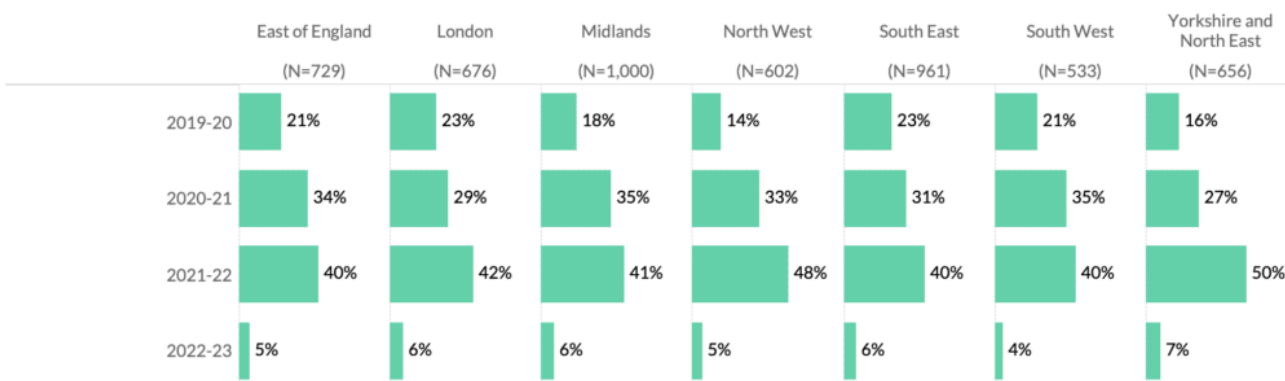 East of England London Midlands North West South East South West Yorkshire and North East
(N=729) (N=676) (N=1,000) (N=602) (N=961) (N=533) (N=656)
2019-20 21% 23% 18% 14% 23% 21% 16%
2020-21 34% 29% 35% 33% 31% 35% 27%
2021-22 40% 42% 41% 48% 40% 40% 50%
2022-23 5% 6% 6% 5% 6% 4% 7%